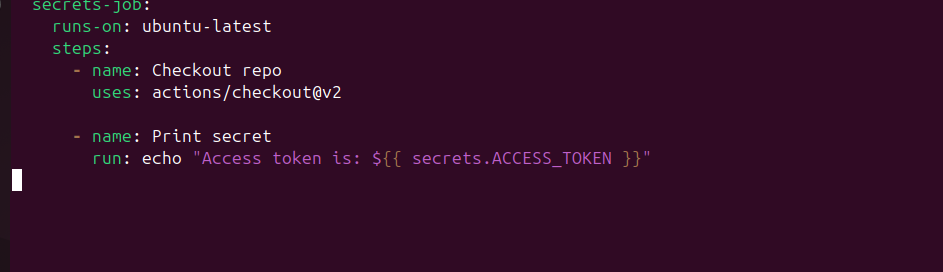 secrets-job:
runs-on: ubuntu-latest
steps:
- name: Checkout repo
uses: actions/checkout@v2
- name: Print secret
run: echo "Access token is: ${{ secrets.ACCESS_TOKEN }}"